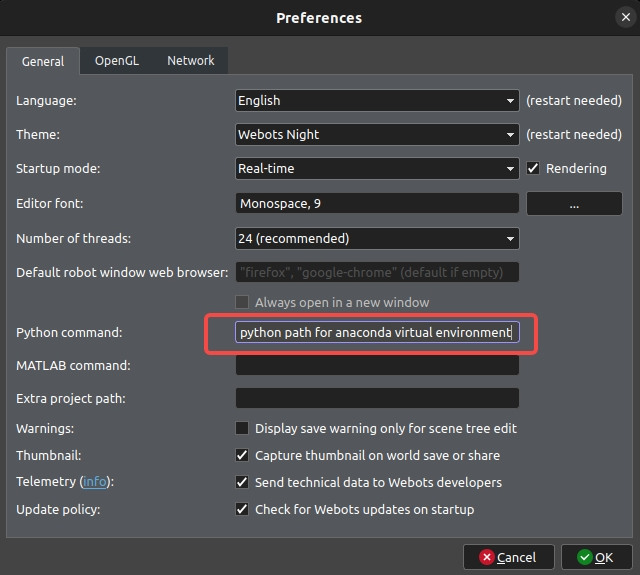 Preferences
General OpenGL Network
Language: English (restart needed)
Theme: Webots Night (restart needed)
Startup mode: Real-time Rendering
Editor font: Monospace, 9 ...
Number of threads: 24 (recommended)
Default robot window web browser: "firefox", "google-chrome" (default if empty)
Always open in a new window
Python command: python path for anaconda virtual environment
MATLAB command:
Extra project path:
Warnings: Display save warning only for scene tree edit
Thumbnail: Capture thumbnail on world save or share
Telemetry (info): Send technical data to Webots developers
Update policy: Check for Webots updates on startup
Cancel OK